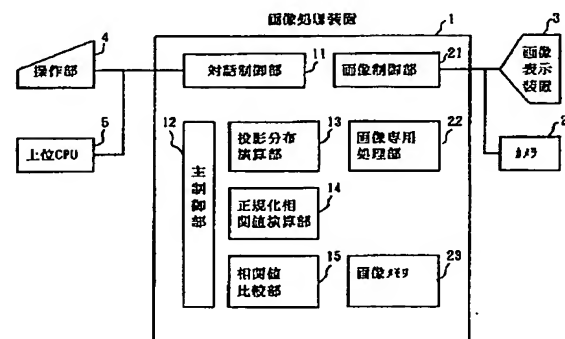 画像処理装置
1
4
操作部
対話制御部
11
画像制御部
21
3
画像
表示
装置
5
上位CPU
12
主
制
御
部
投影分布
演算部
13
画像専用
処理部
22
2
カメラ
正規化相
関値演算部
14
相関値
比較部
15
画像メモリ
23